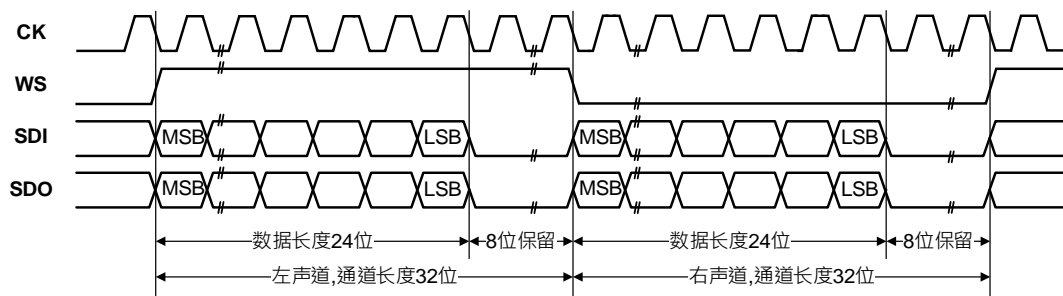 CK
WS
SDI MSB LSB MSB LSB
SDO MSB LSB MSB LSB
数据长度24位 8位保留 数据长度24位 8位保留
左声道,通道长度32位 右声道,通道长度32位